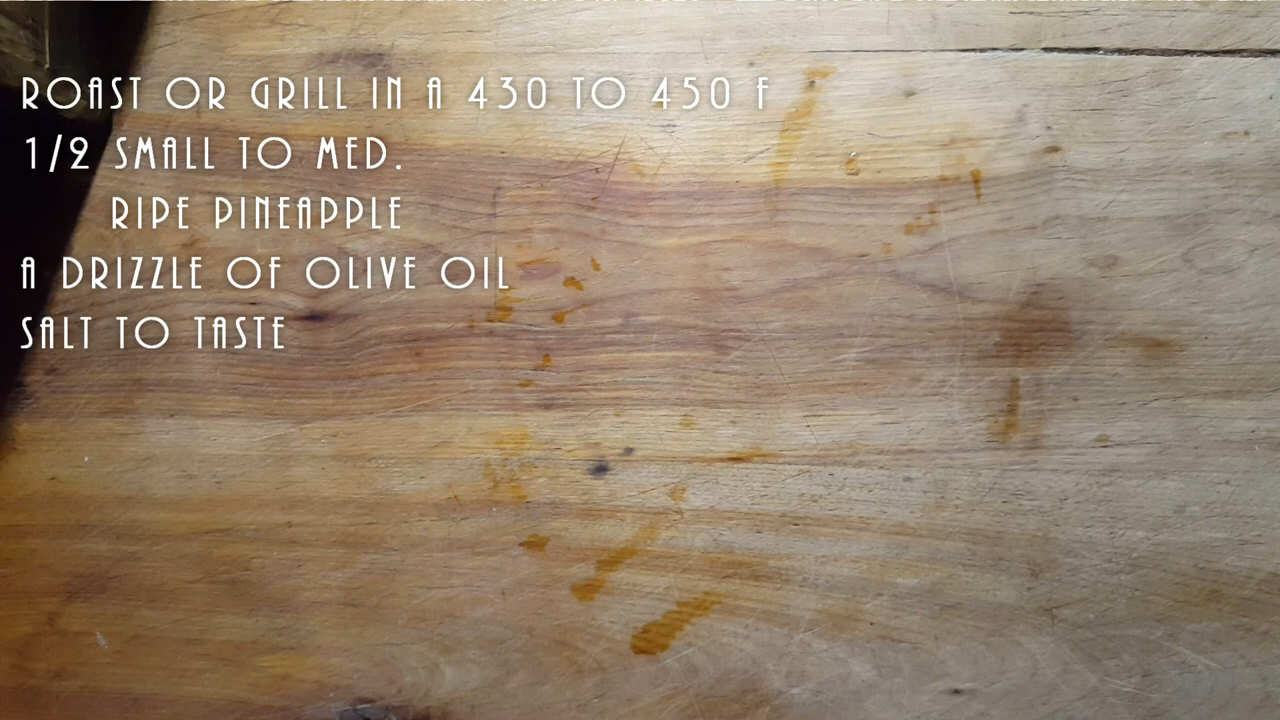 ROAST OR GRILL IN A 430 TO 450 F
1/2 SMALL TO MED.
RIPE PINEAPPLE
A DRIZZLE OF OLIVE OIL
SALT TO TASTE